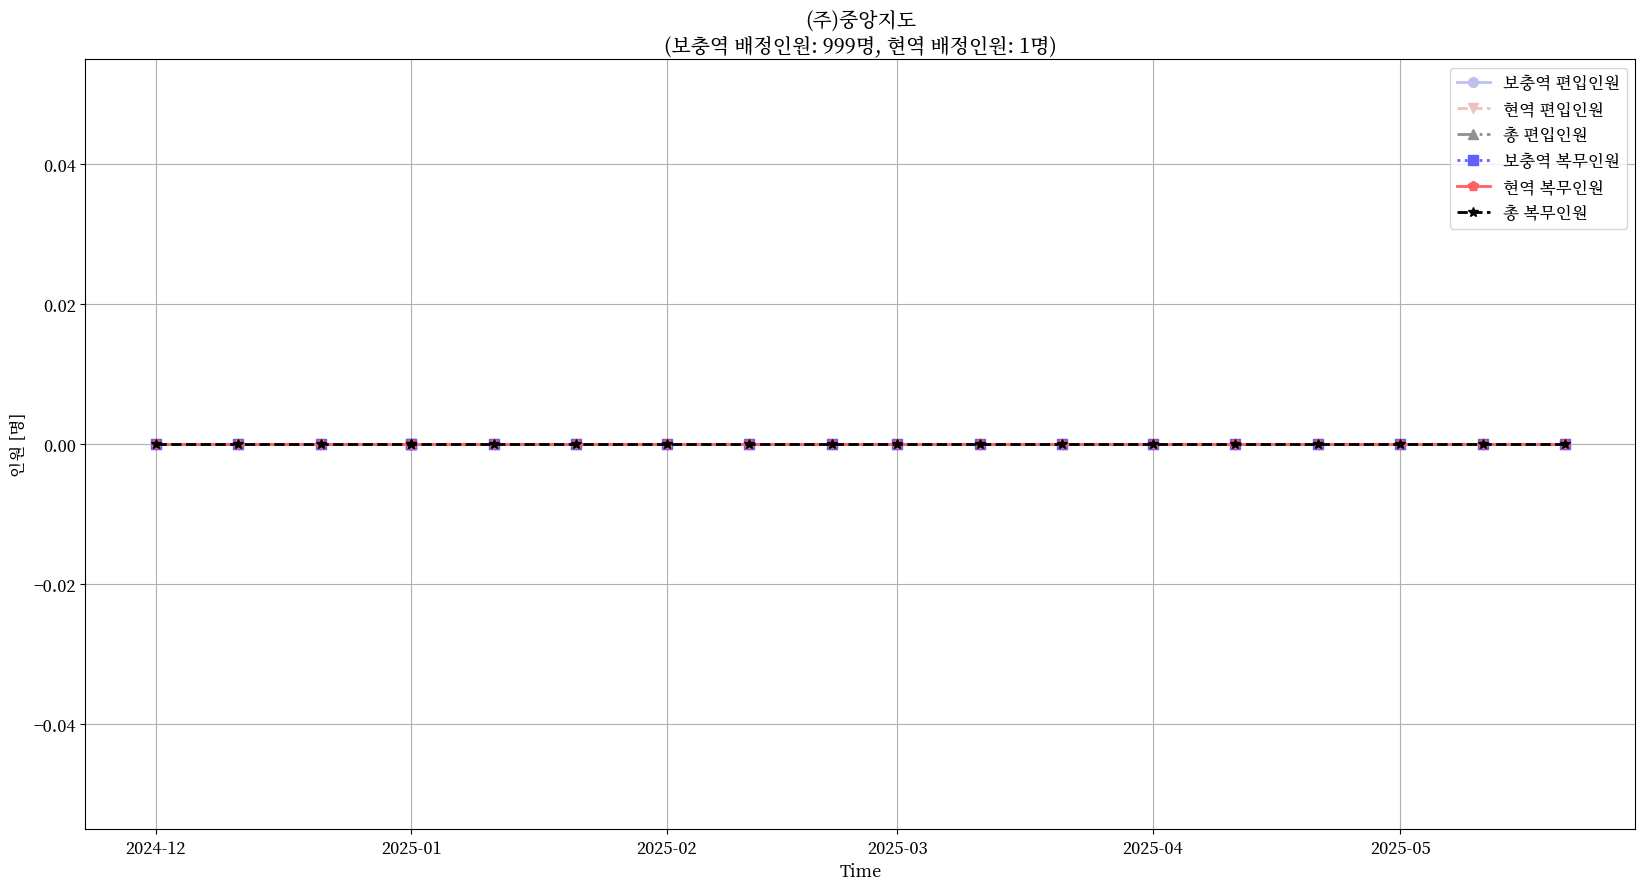 (주)중앙지도
(보충역 배정인원: 999명, 현역 배정인원: 1명)
보충역 편입인원
현역 편입인원
총 편입인원
보충역 복무인원
현역 복무인원
총 복무인원
인원 [명]
0.04
0.02
0.00
−0.02
−0.04
2024-12
2025-01
2025-02
2025-03
2025-04
2025-05
Time